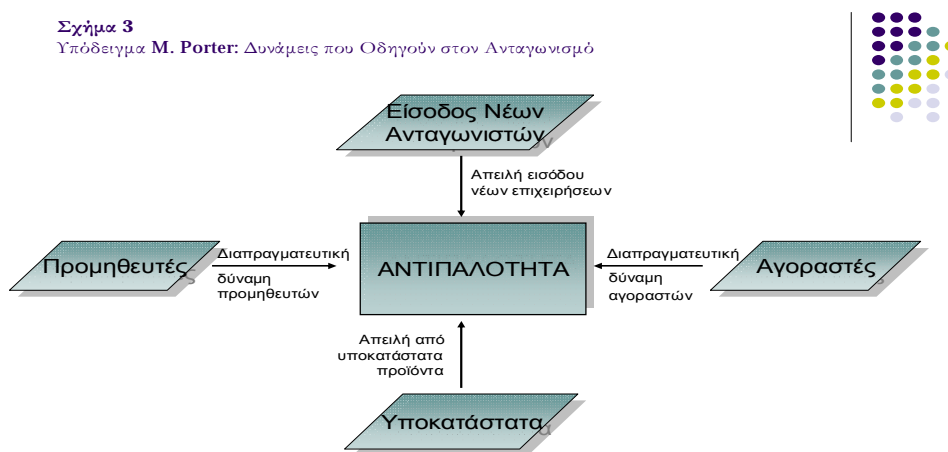 Σχήμα 3
Υπόδειγμα M. Porter: Δυνάμεις που Οδηγούν στον Ανταγωνισμό
Είσοδος Νέων
Ανταγωνιστών
Απειλή εισόδου
νέων επιχειρήσεων
Προμηθευτές
Διαπραγματευτική
δύναμη
προμηθευτών
ΑΝΤΙΠΑΛΟΤΗΤΑ
Διαπραγματευτική
δύναμη
αγοραστών
Αγοραστές
Απειλή από
υποκατάστατα
προϊόντα
Υποκατάστατα